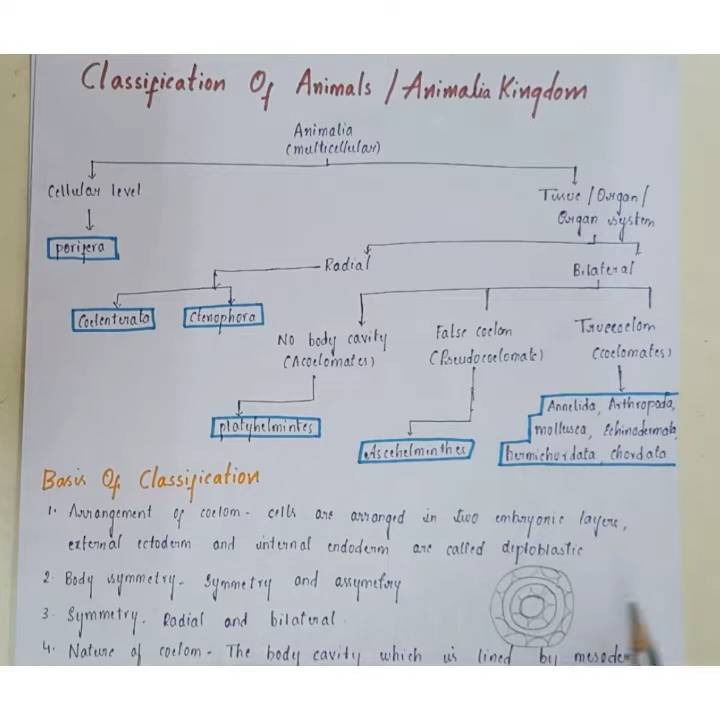 Classification Of Animals / Animalia Kingdom
Animalia
(multicellular)
Cellular level
Tissue / Organ /
Organ system
porifera
Radial
Bilateral
Coelenterata
Ctenophora
No body cavity
(Acoelomates)
False coelom
(Pseudocoelomate)
True coelom
(coelomates)
platyhelmintes
Ascehelminthes
Annelida, Arthropoda,
mollusca, Echinodermata
hermichordata, chordata
Basis Of Classification
1. Arrangement of coelom - cells are arranged in two embryonic layers,
external ectoderm and internal endoderm are called diploblastic
2. Body symmetry - Symmetry and assymetry
3. Symmetry - Radial and bilateral.
4. Nature of coelom - The body cavity which is lined by